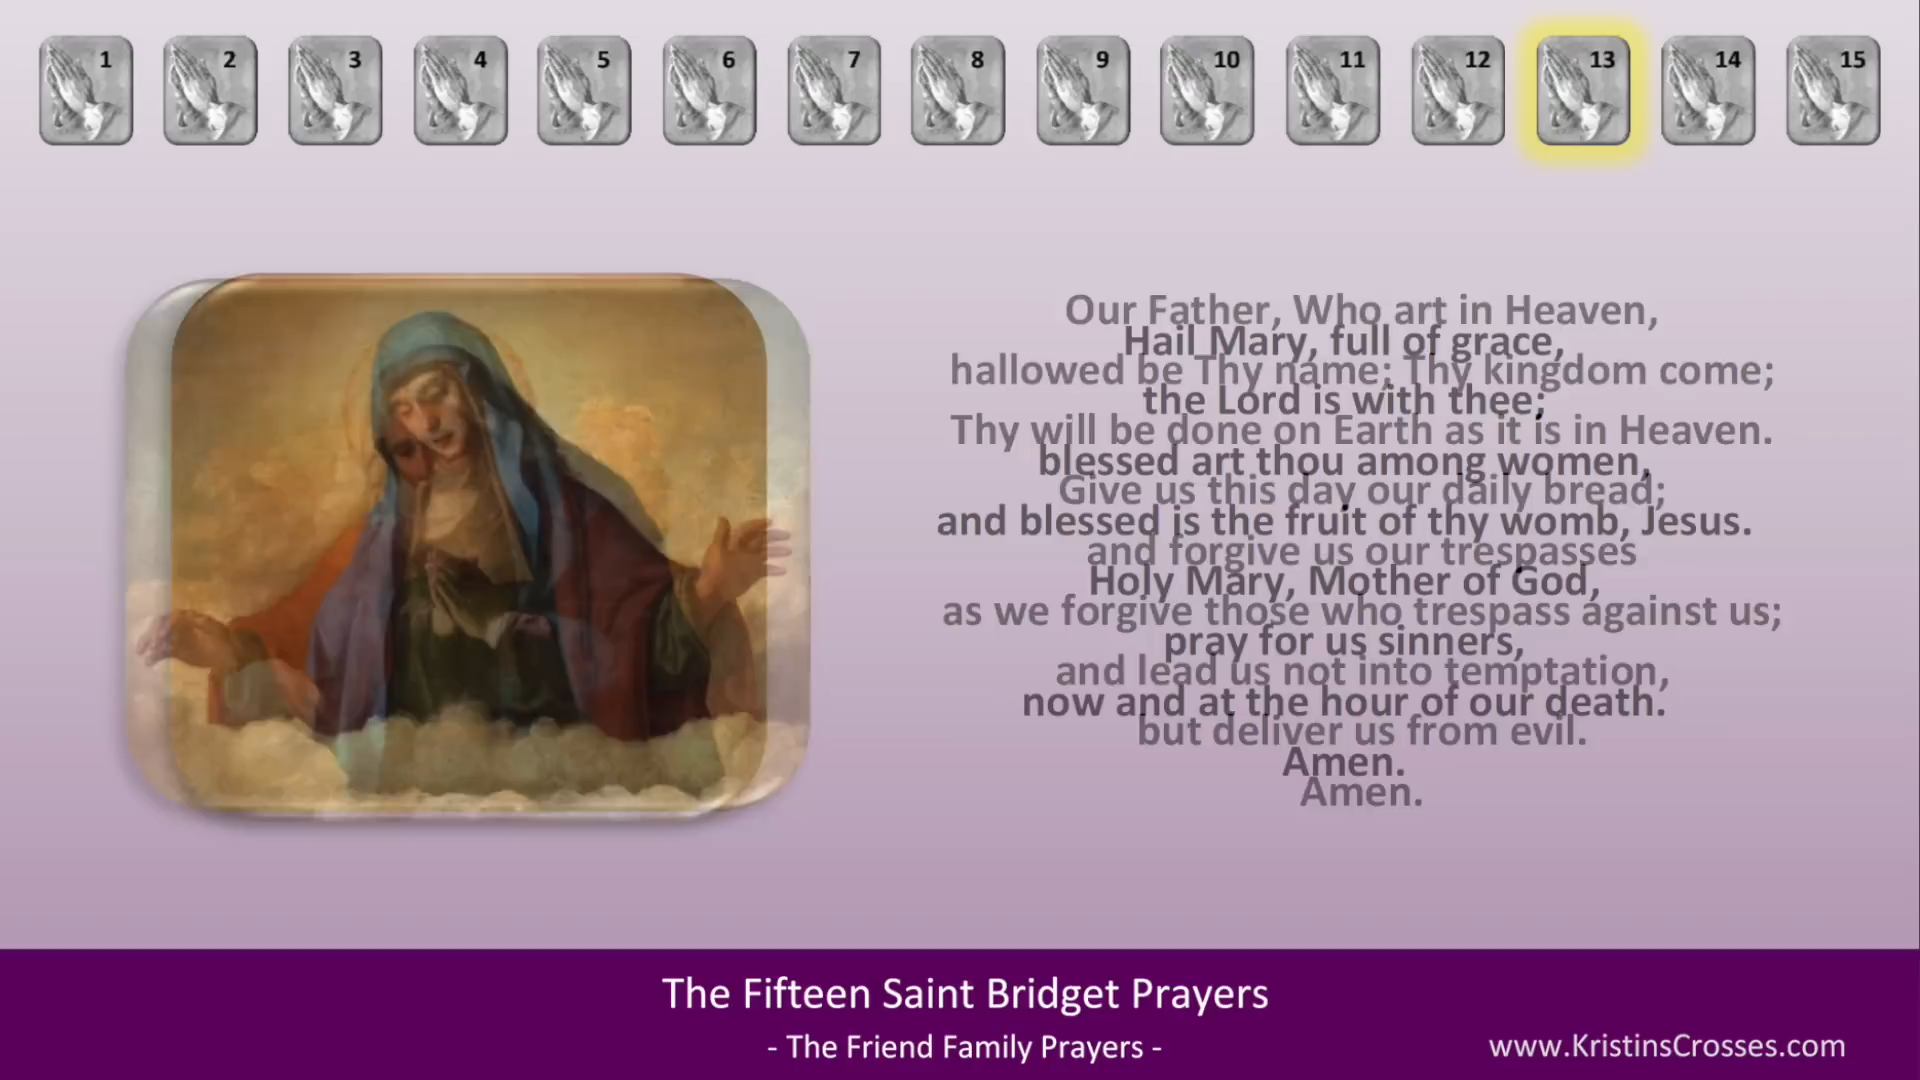 1 2 3 4 5 6 7 8 9 10 11 12 13 14 15
Our Father, Who art in Heaven,
Hail Mary, full of grace,
hallowed be Thy name; Thy kingdom come;
the Lord is with thee;
Thy will be done on Earth as it is in Heaven.
blessed art thou among women,
Give us this day our daily bread;
and blessed is the fruit of thy womb, Jesus.
and forgive us our trespasses
Holy Mary, Mother of God,
as we forgive those who trespass against us;
pray for us sinners,
and lead us not into temptation,
now and at the hour of our death.
but deliver us from evil.
Amen.
Amen.
The Fifteen Saint Bridget Prayers
- The Friend Family Prayers -
www.KristinsCrosses.com